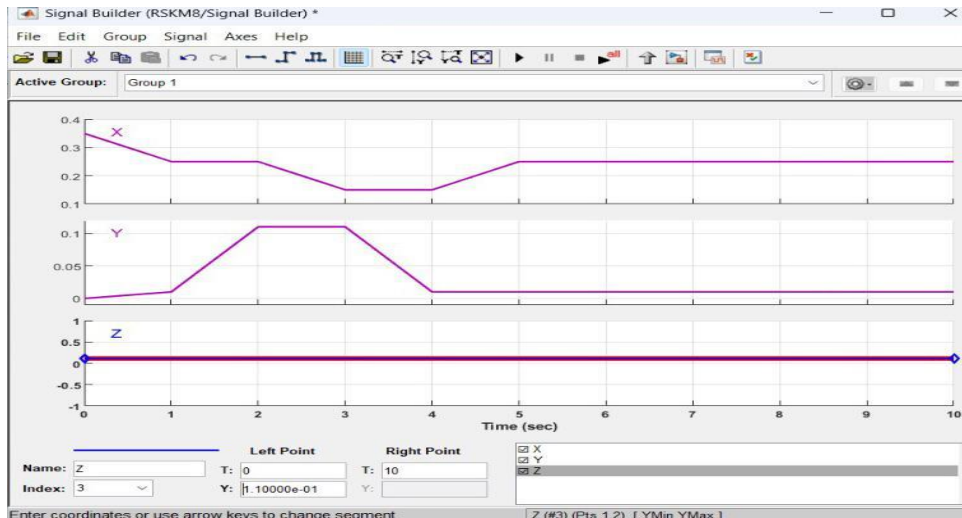 Signal Builder (RSKM8/Signal Builder) *
File Edit Group Signal Axes Help
all
Active Group: Group 1
0.4
X
0.3
0.2
0.1
0.1
Y
0.05
0
1
Z
0.5
0
-0.5
-1
0 1 2 3 4 5 6 7 8 9 10
Time (sec)
Left Point Right Point
X
Y
Z
Name: Z T: 0 T: 10
Index: 3 Y: 1.10000e-01 Y:
Enter coordinates or use arrow keys to change segment Z (#3) (Pts 1,2) [ YMin YMax ]